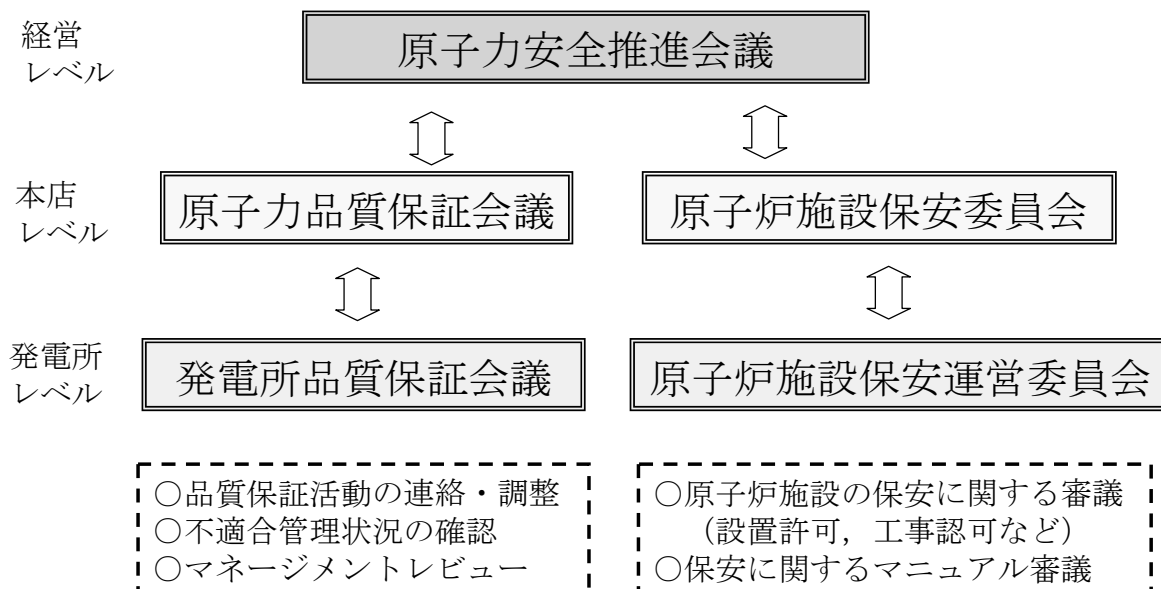 経営
レベル
原子力安全推進会議
本店
レベル
原子力品質保証会議
原子炉施設保安委員会
発電所
レベル
発電所品質保証会議
原子炉施設保安運営委員会
○品質保証活動の連絡・調整
○不適合管理状況の確認
○マネージメントレビュー
○原子炉施設の保安に関する審議
（設置許可，工事認可など）
○保安に関するマニュアル審議